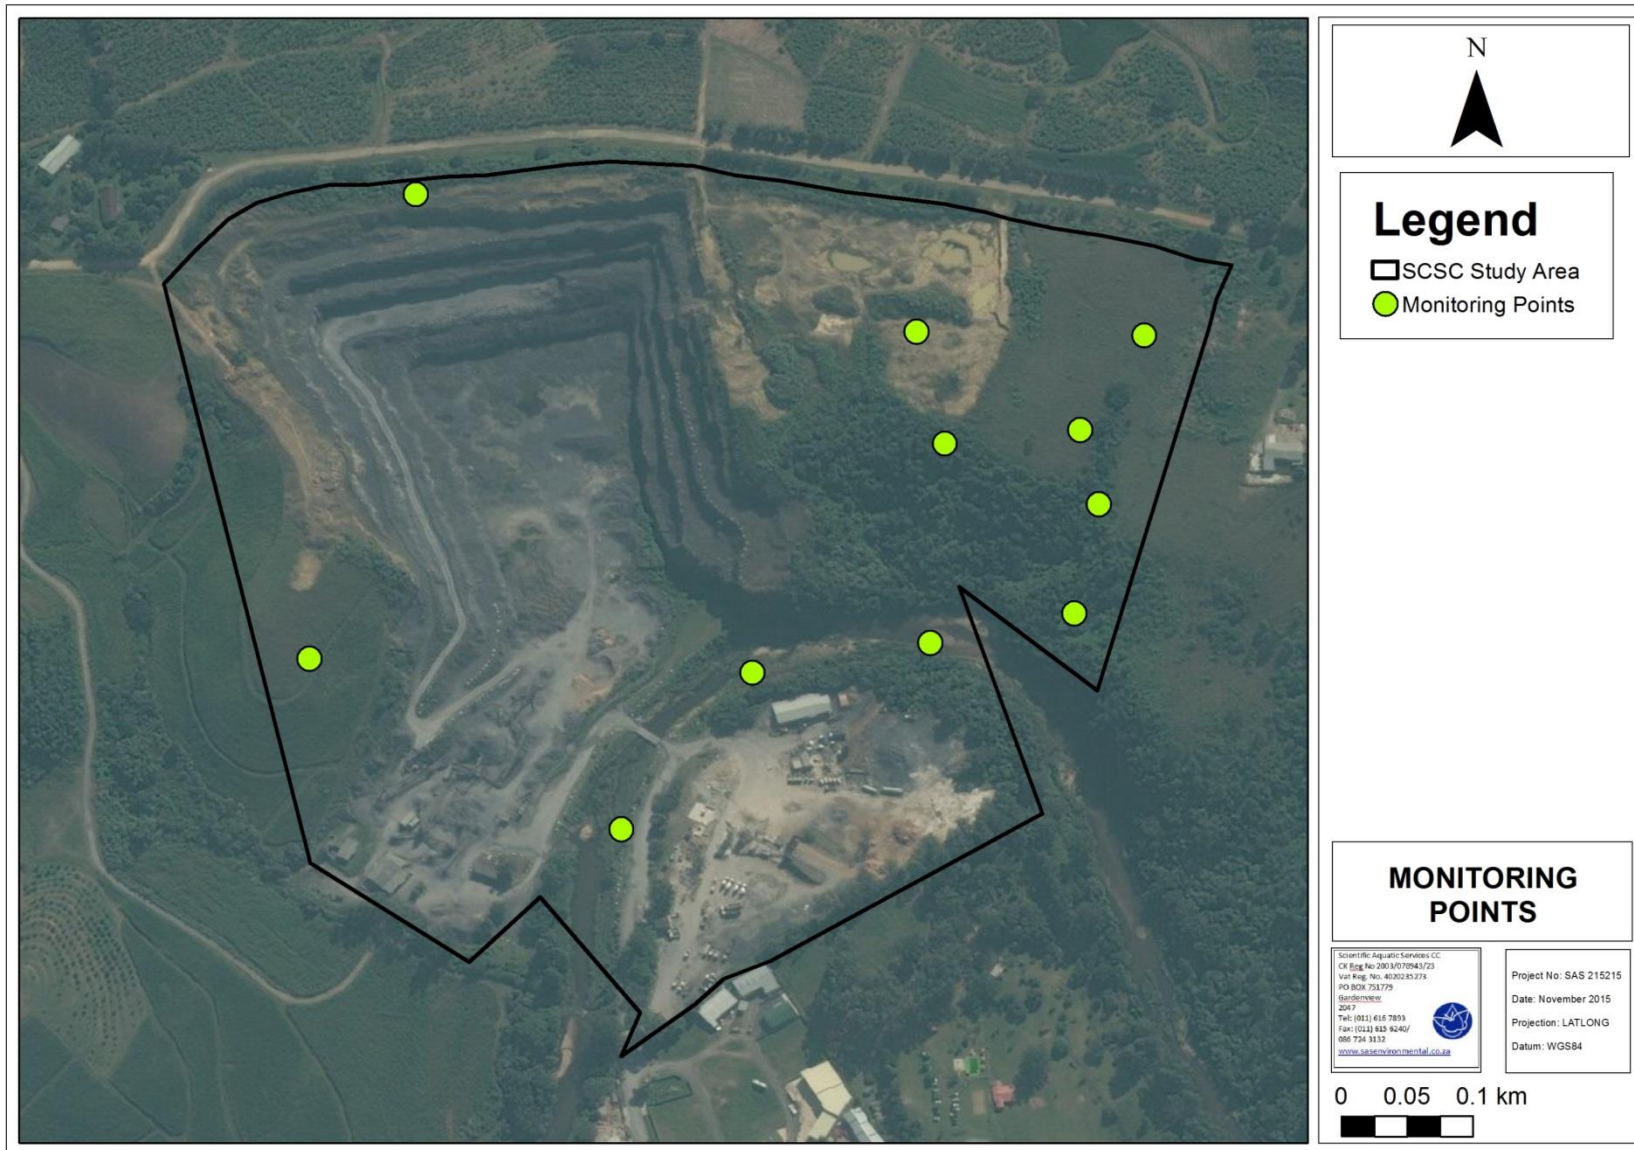 N
Legend
SCSC Study Area
Monitoring Points
MONITORING
POINTS
Scientific Aquatic Services CC
CK Reg No 2003/078943/23
Vat Reg. No. 4020235273
PO BOX 751779
Gardenview
2047
Tel: (011) 616 7893
Fax: (011) 615 6240/
086 724 3132
www.sasenvironmental.co.za
Project No: SAS 215215
Date: November 2015
Projection: LATLONG
Datum: WGS84
0 0.05 0.1 km